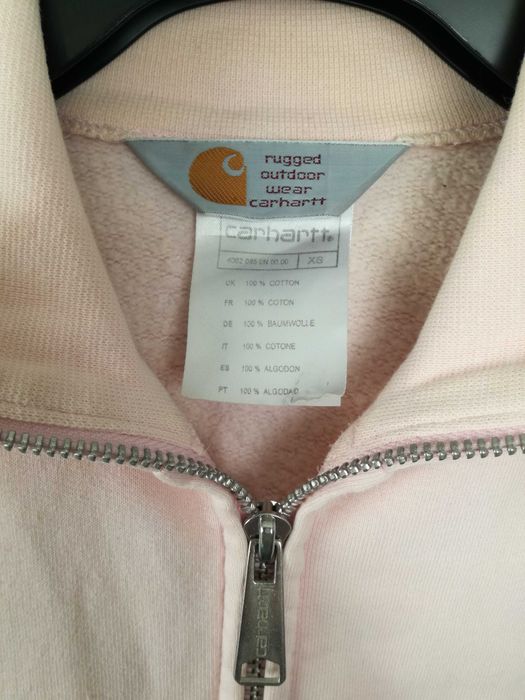 rugged
outdoor
wear
carhartt
carhartt.
XS
UK 100 % COTTON
FR 100 % COTON
DE 100 % BAUMWOLLE
IT 100 % COTONE
ES 100 % ALGODON
PT 100 % ALGODAO
carhartt